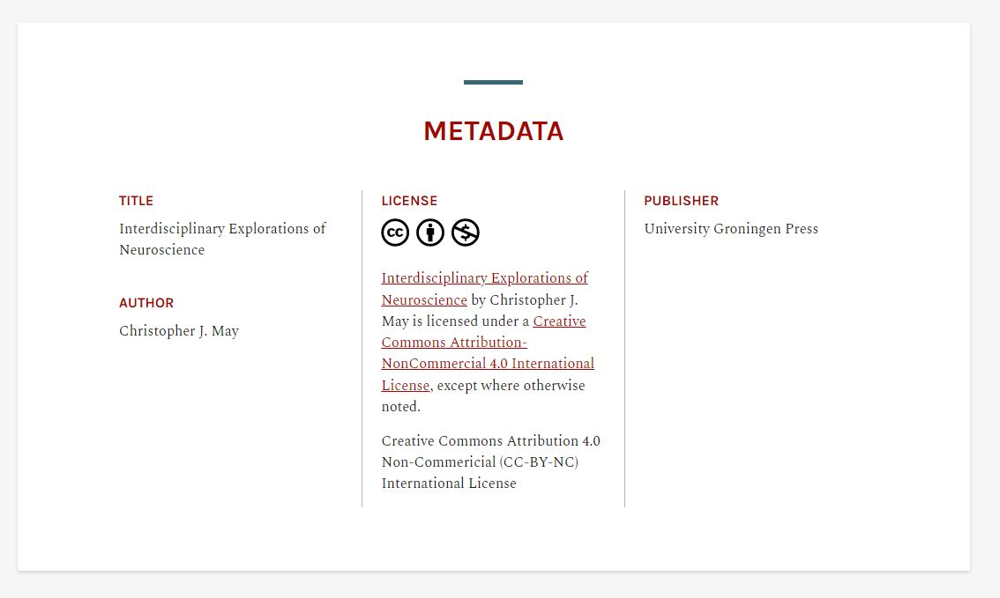 METADATA
TITLE
Interdisciplinary Explorations of
Neuroscience
AUTHOR
Christopher J. May
LICENSE
cc
$
Interdisciplinary Explorations of
Neuroscience by Christopher J.
May is licensed under a Creative
Commons Attribution-
NonCommercial 4.0 International
License, except where otherwise
noted.
Creative Commons Attribution 4.0
Non-Commericial (CC-BY-NC)
International License
PUBLISHER
University Groningen Press